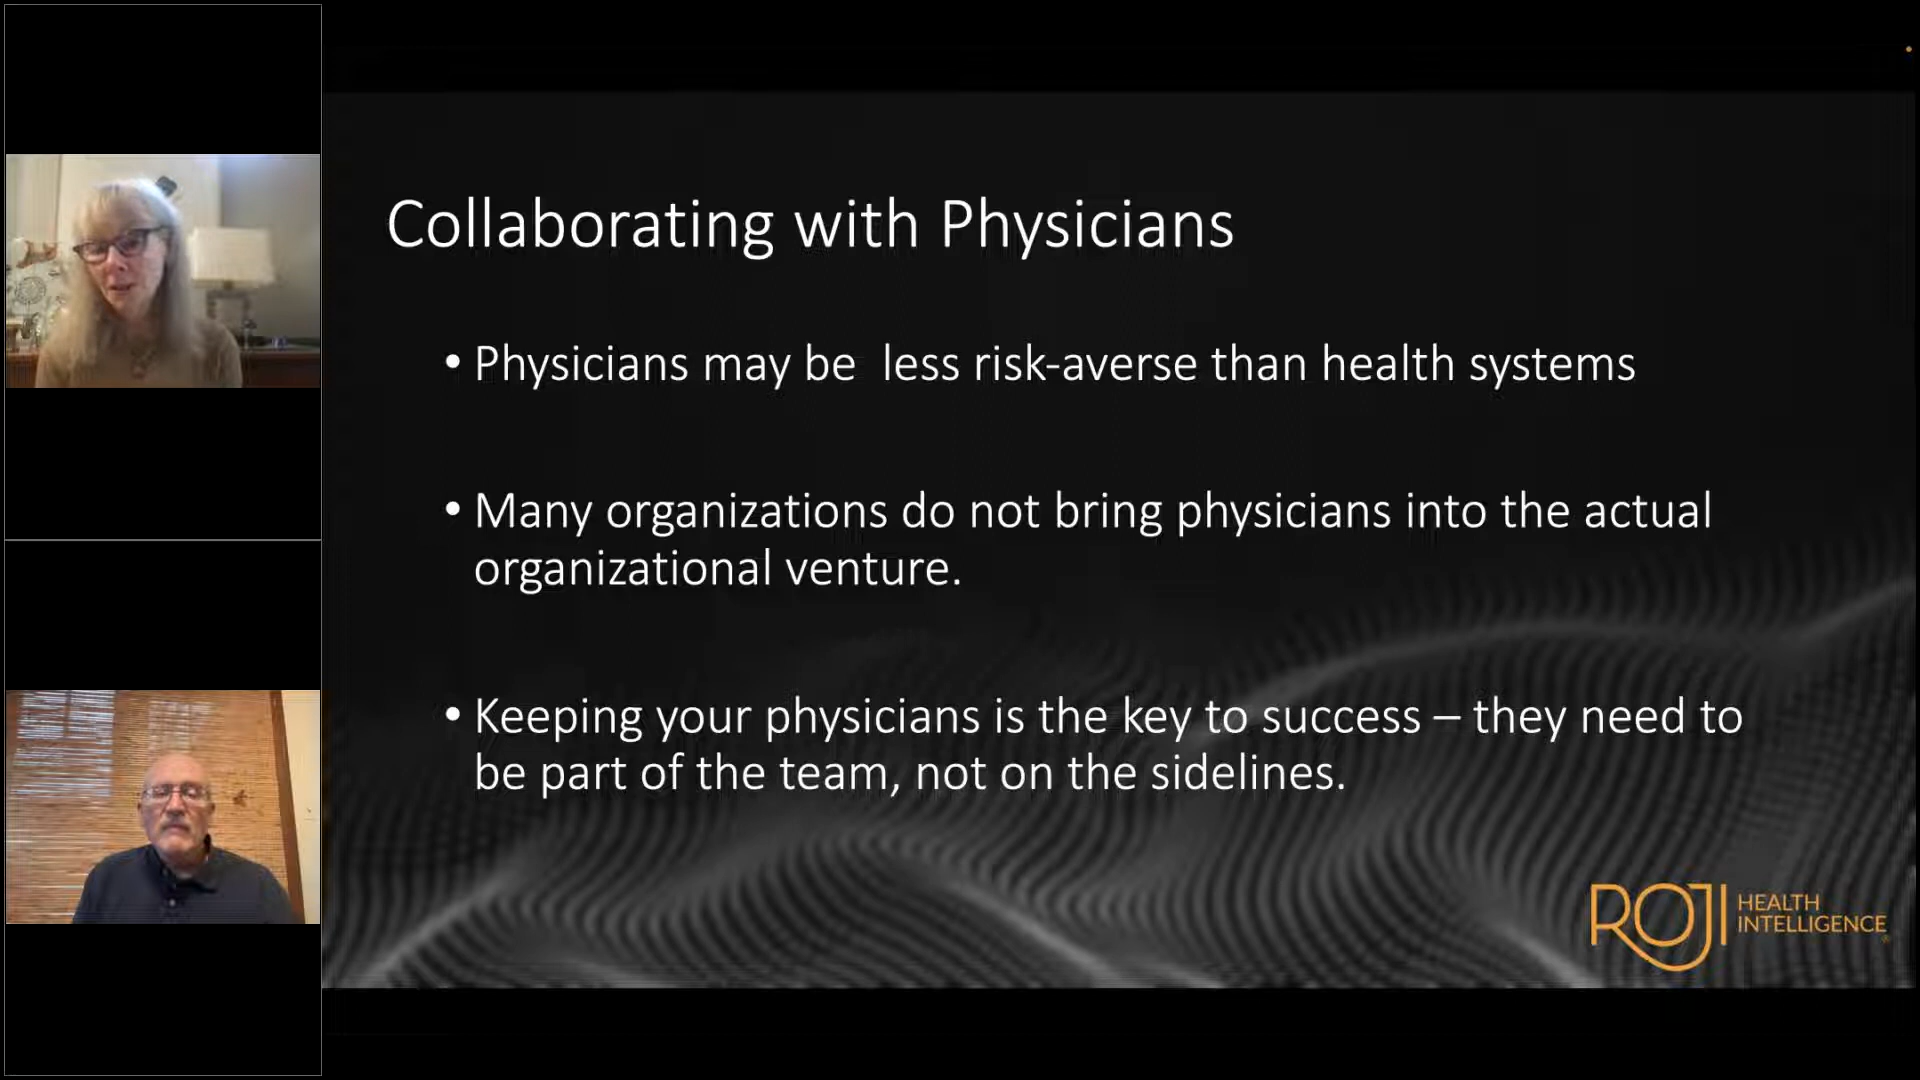 Collaborating with Physicians
• Physicians may be  less risk-averse than health systems
• Many organizations do not bring physicians into the actual
organizational venture.
• Keeping your physicians is the key to success – they need to
be part of the team, not on the sidelines.
ROJI HEALTH
INTELLIGENCE®